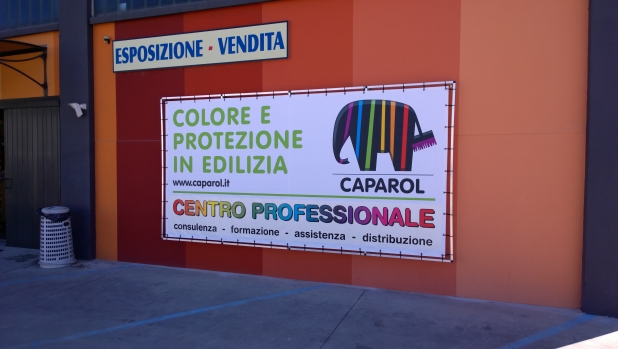 ESPOSIZIONE - VENDITA
COLORE E
PROTEZIONE
IN EDILIZIA
www.caparol.it
CAPAROL
CENTRO PROFESSIONALE
consulenza - formazione - assistenza - distribuzione